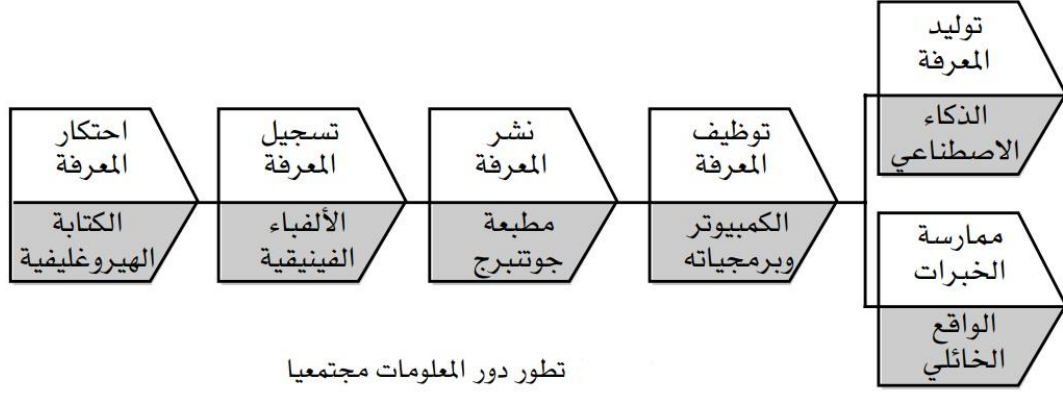 احتكار
المعرفة
الكتابة
الهيروغليفية
تسجيل
المعرفة
الألفباء
الفينيقية
نشر
المعرفة
مطبعة
جوتنبرج
توظيف
المعرفة
الكمبيوتر
وبرمجياته
توليد
المعرفة
الذكاء
الاصطناعي
ممارسة
الخبرات
الواقع
الخائلي
تطور دور المعلومات مجتمعيا